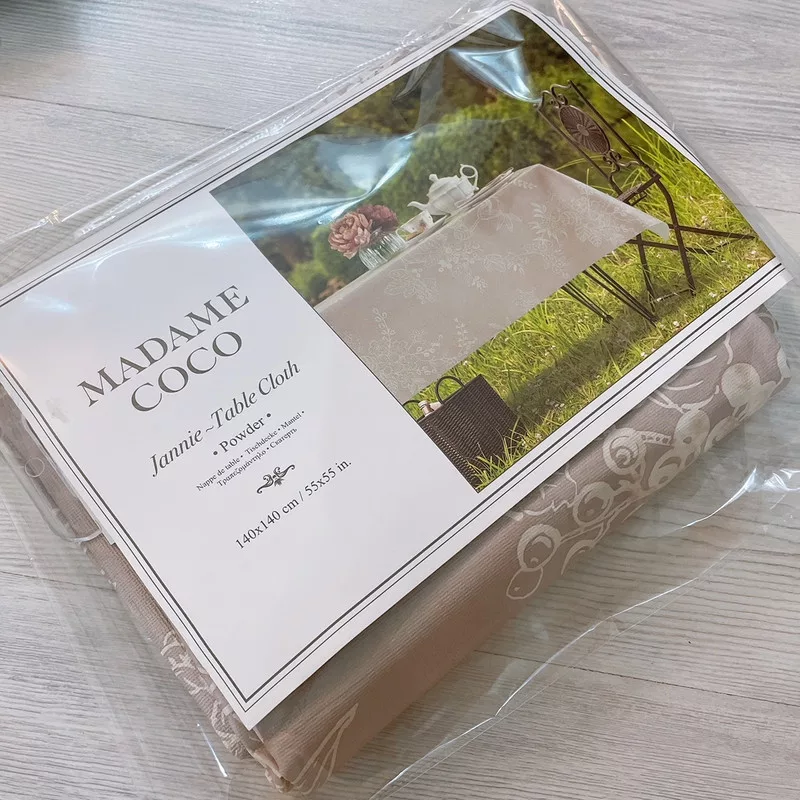 MADAME
COCO
Jannie ~Table Cloth
• Powder •
Nappe de table • Tischdecke • Mantel •
Τραπεζομάντηλο • Скатерть
140x140 cm / 55x55 in.